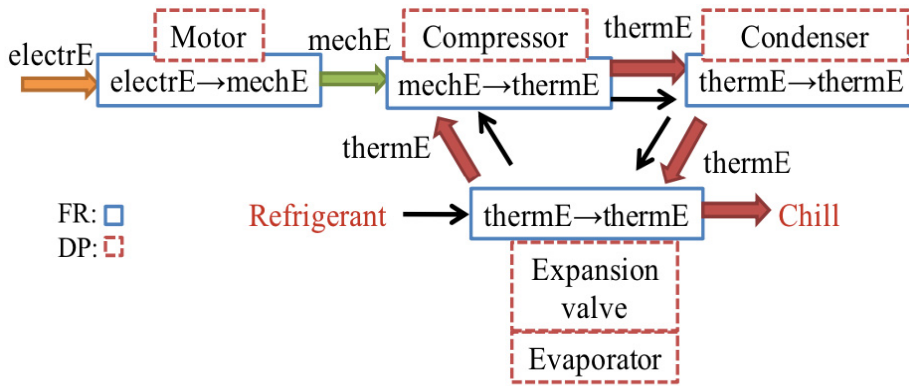 Motor
Compressor
Condenser
electrE
mechE
thermE
electrE→mechE
mechE→thermE
thermE→thermE
thermE
thermE
FR:
DP:
Refrigerant
thermE→thermE
Chill
Expansion
valve
Evaporator